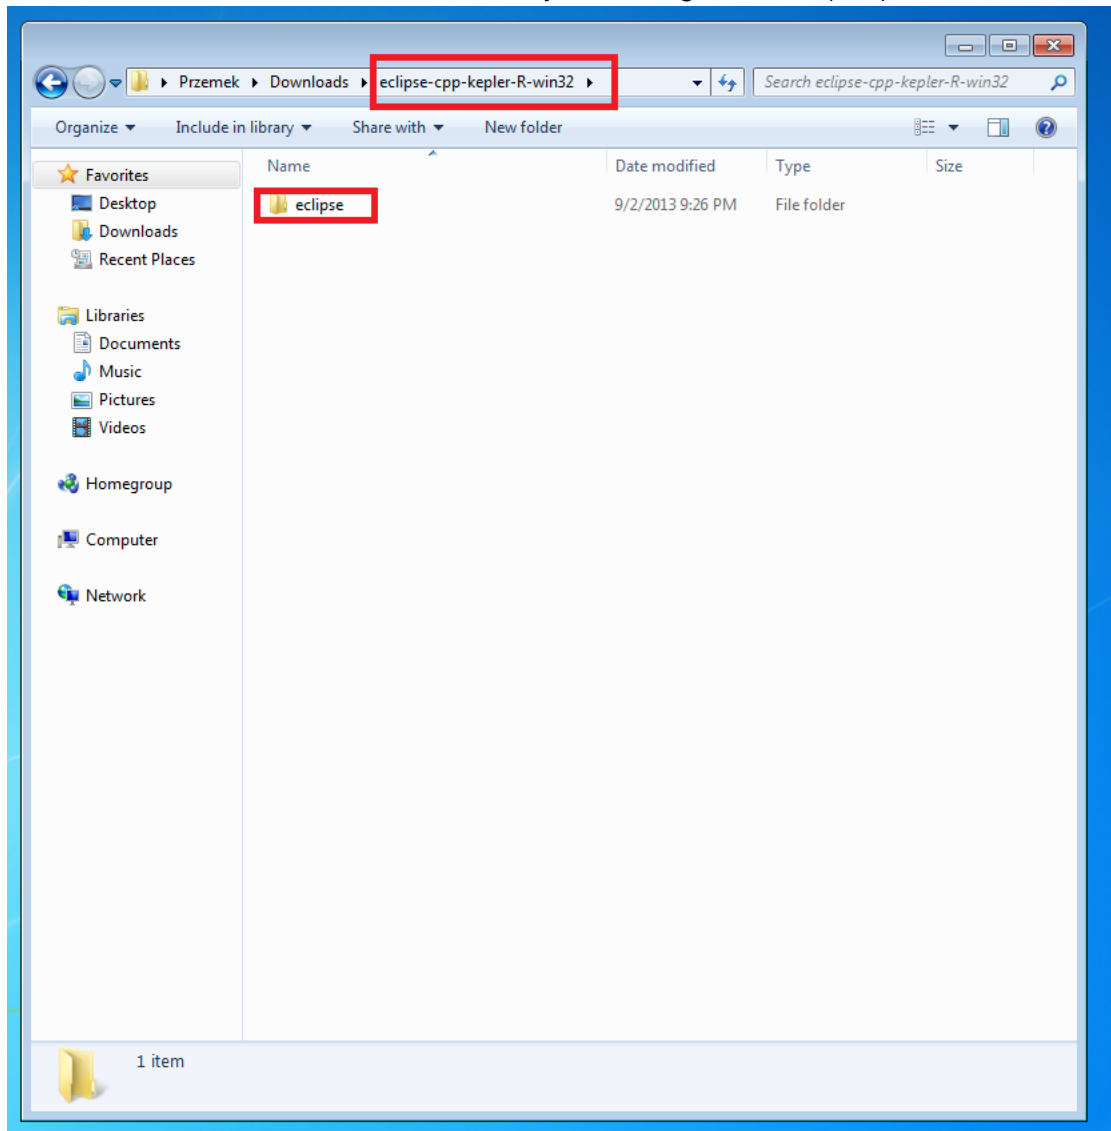 Przemek Downloads eclipse-cpp-kepler-R-win32 Search eclipse-cpp-kepler-R-win32
Organize Include in library Share with New folder
Name Date modified Type Size
eclipse 9/2/2013 9:26 PM File folder
Favorites
Desktop
Downloads
Recent Places
Libraries
Documents
Music
Pictures
Videos
Homegroup
Computer
Network
1 item